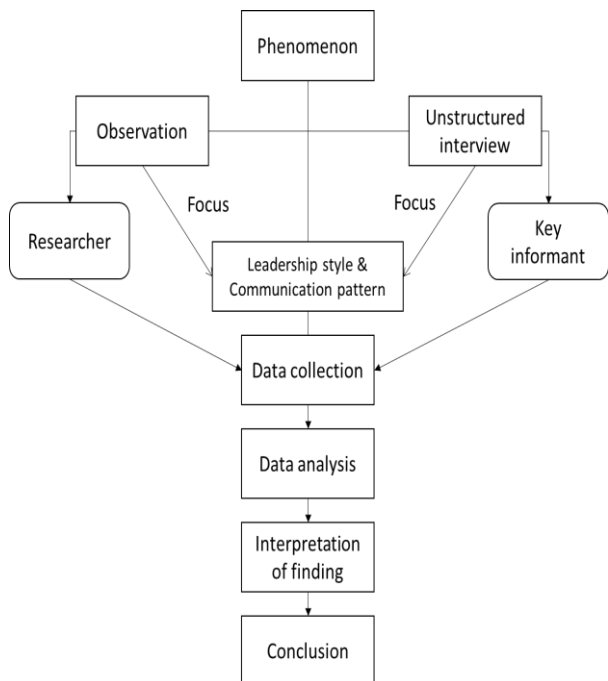 Phenomenon
Observation
Unstructured
interview
Focus
Focus
Researcher
Key
informant
Leadership style &
Communication pattern
Data collection
Data analysis
Interpretation
of finding
Conclusion